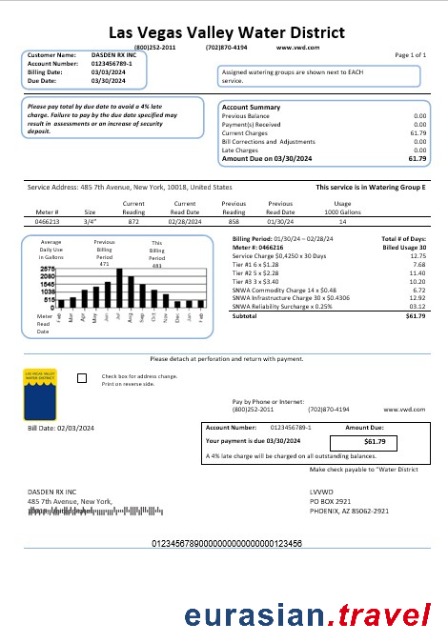 Las Vegas Valley Water District
(800)252-2011 (702)870-4194 www.vwd.com
Page 1 of 1
Customer Name: DASDEN RX INC
Account Number: 0123456789-1
Billing Date: 03/03/2024
Due Date: 03/30/2024
Assigned watering groups are shown next to EACH
service.
Please pay total by due date to avoid a 4% late
charge. Failure to pay by the due date specified may
result in assessments or an increase of security
deposit.
Account Summary
Previous Balance 0.00
Payment(s) Received 0.00
Current Charges 61.79
Bill Corrections and Adjustments 0.00
Late Charges 0.00
Amount Due on 03/30/2024 61.79
Service Address: 485 7th Avenue, New York, 10018, United States This service is in Watering Group E
Current Current Previous Previous Usage
Meter # Size Reading Read Date Reading Read Date 1000 Gallons
0466213 3/4" 872 02/28/2024 858 01/30/24 14
Average Previous This
Daily Use Billing Billing
in Gallons Period Period
471 493
2575
2080
1545
1030
515
0
Meter
Read
Date
Feb Mar Apr May Jun Jul Aug Sep Oct Nov Dec Jan Feb
Billing Period: 01/30/24 – 02/28/24 Total # of Days:
Meter #: 0466216 Billed Usage 30
Service Charge $0,4250 x 30 Days 12.75
Tier #1 6 x $1.28 7.68
Tier #2 5 x $2.28 11.40
Tier #3 3 x $3.40 10.20
SNWA Commodity Charge 14 x $0.48 6.72
SNWA Infrastructure Charge 30 x $0.4306 12.92
SNWA Reliability Surcharge x 0.25% 03.12
Subtotal $61.79
Please detach at perforation and return with payment.
LAS VEGAS VALLEY
WATER DISTRICT
Check box for address change.
Print on reverse side.
Pay by Phone or Internet:
(800)252-2011 (702)870-4194 www.vwd.com
Bill Date: 02/03/2024
Account Number: 0123456789-1 Amount Due:
Your payment is due 03/30/2024 $61.79
A 4% late charge will be charged on all outstanding balances.
Make check payable to "Water District
DASDEN RX INC
485 7th Avenue, New York,
LVVWD
PO BOX 2921
PHOENIX, AZ 85062-2921
eurasian.travel